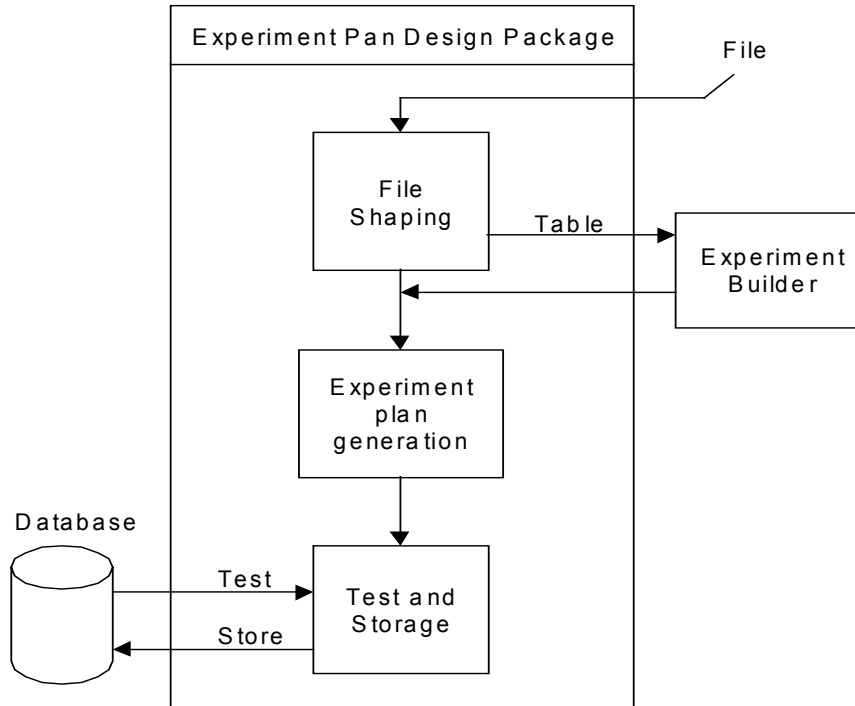 Experiment Pan Design Package
File
File
Shaping
Table
Experiment
Builder
Experiment
plan
generation
Database
Test
Test and
Storage
Store